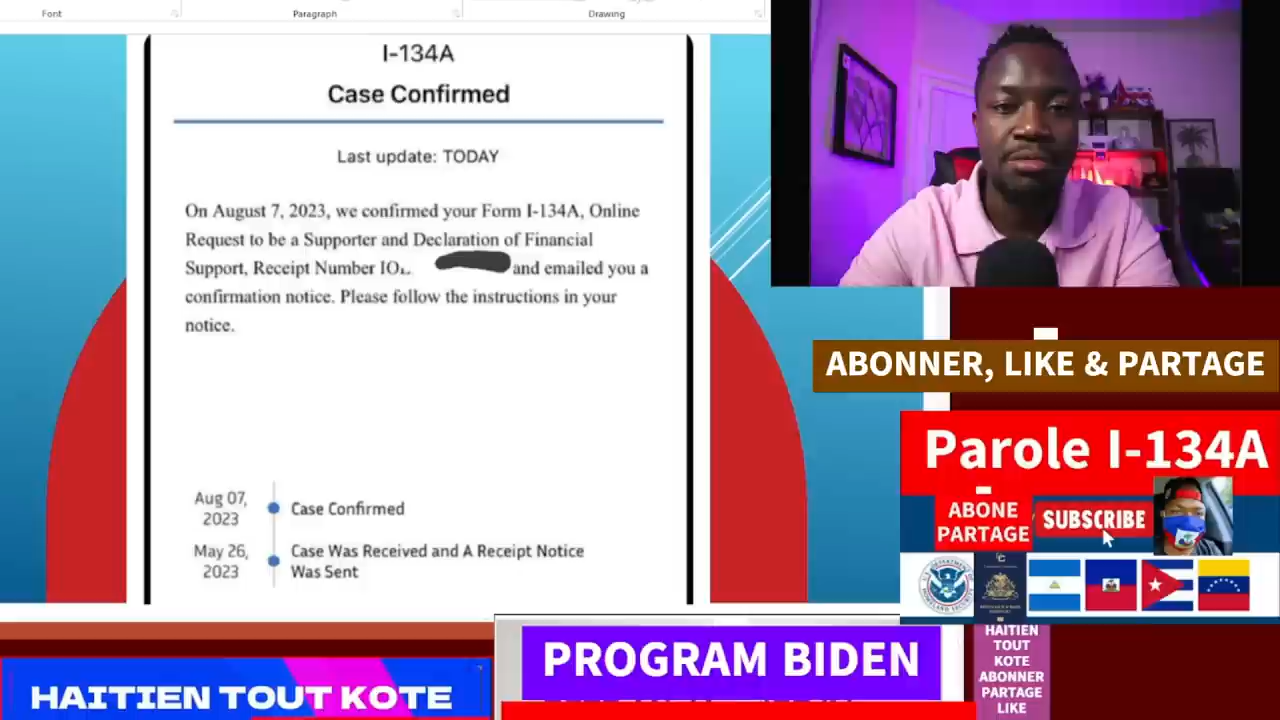 Font
Paragraph
Drawing
I-134A
Case Confirmed
Last update: TODAY
On August 7, 2023, we confirmed your Form I-134A, Online
Request to be a Supporter and Declaration of Financial
Support, Receipt Number IO
and emailed you a
confirmation notice. Please follow the instructions in your
notice.
Aug 07,
2023
Case Confirmed
May 26,
2023
Case Was Received and A Receipt Notice
Was Sent
ABONNER, LIKE & PARTAGE
Parole I-134A
ABONE
PARTAGE
SUBSCRIBE
HAITIEN
TOUT
KOTE
ABONNER
PARTAGE
LIKE
PROGRAM BIDEN
HAITIEN TOUT KOTE